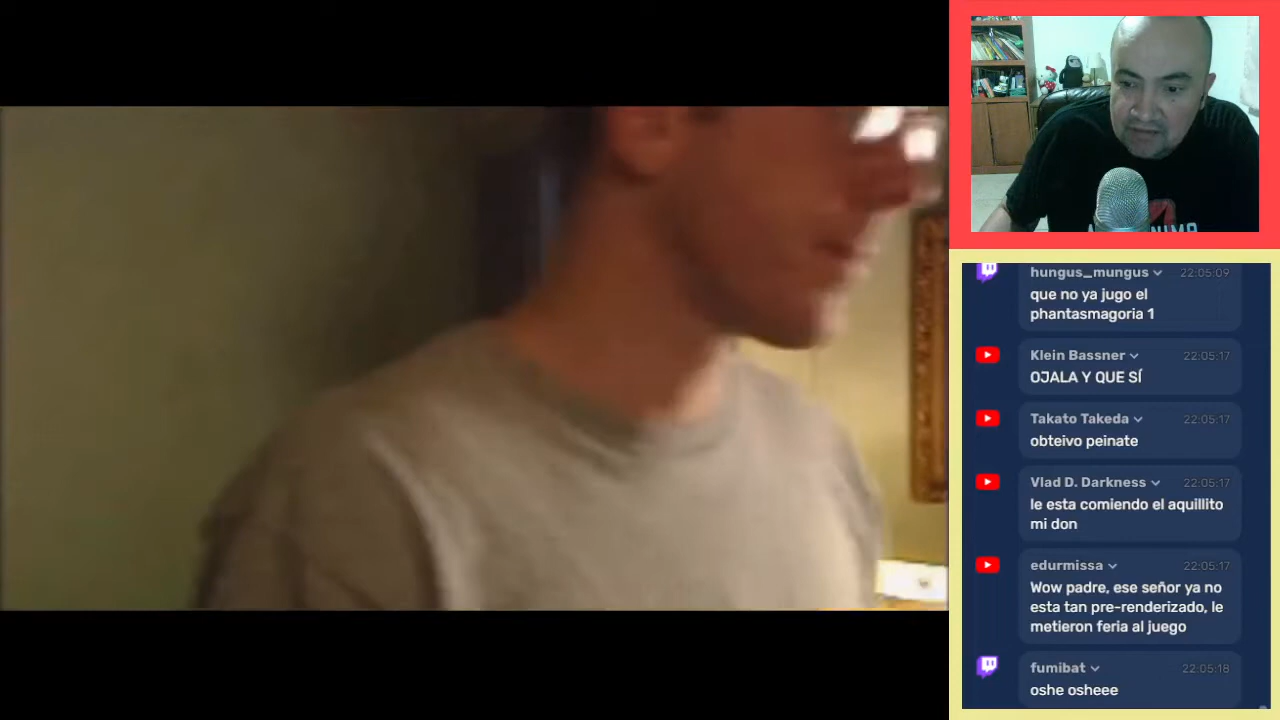 hungus_mungus 22:05:09
que no ya jugo el
phantasmagoria 1
Klein Bassner 22:05:17
OJALA Y QUE SÍ
Takato Takeda 22:05:17
obteivo peinate
Vlad D. Darkness 22:05:17
le esta comiendo el aquillito
mi don
edurmissa 22:05:17
Wow padre, ese señor ya no
esta tan pre-renderizado, le
metieron feria al juego
fumibat 22:05:18
oshe osheee